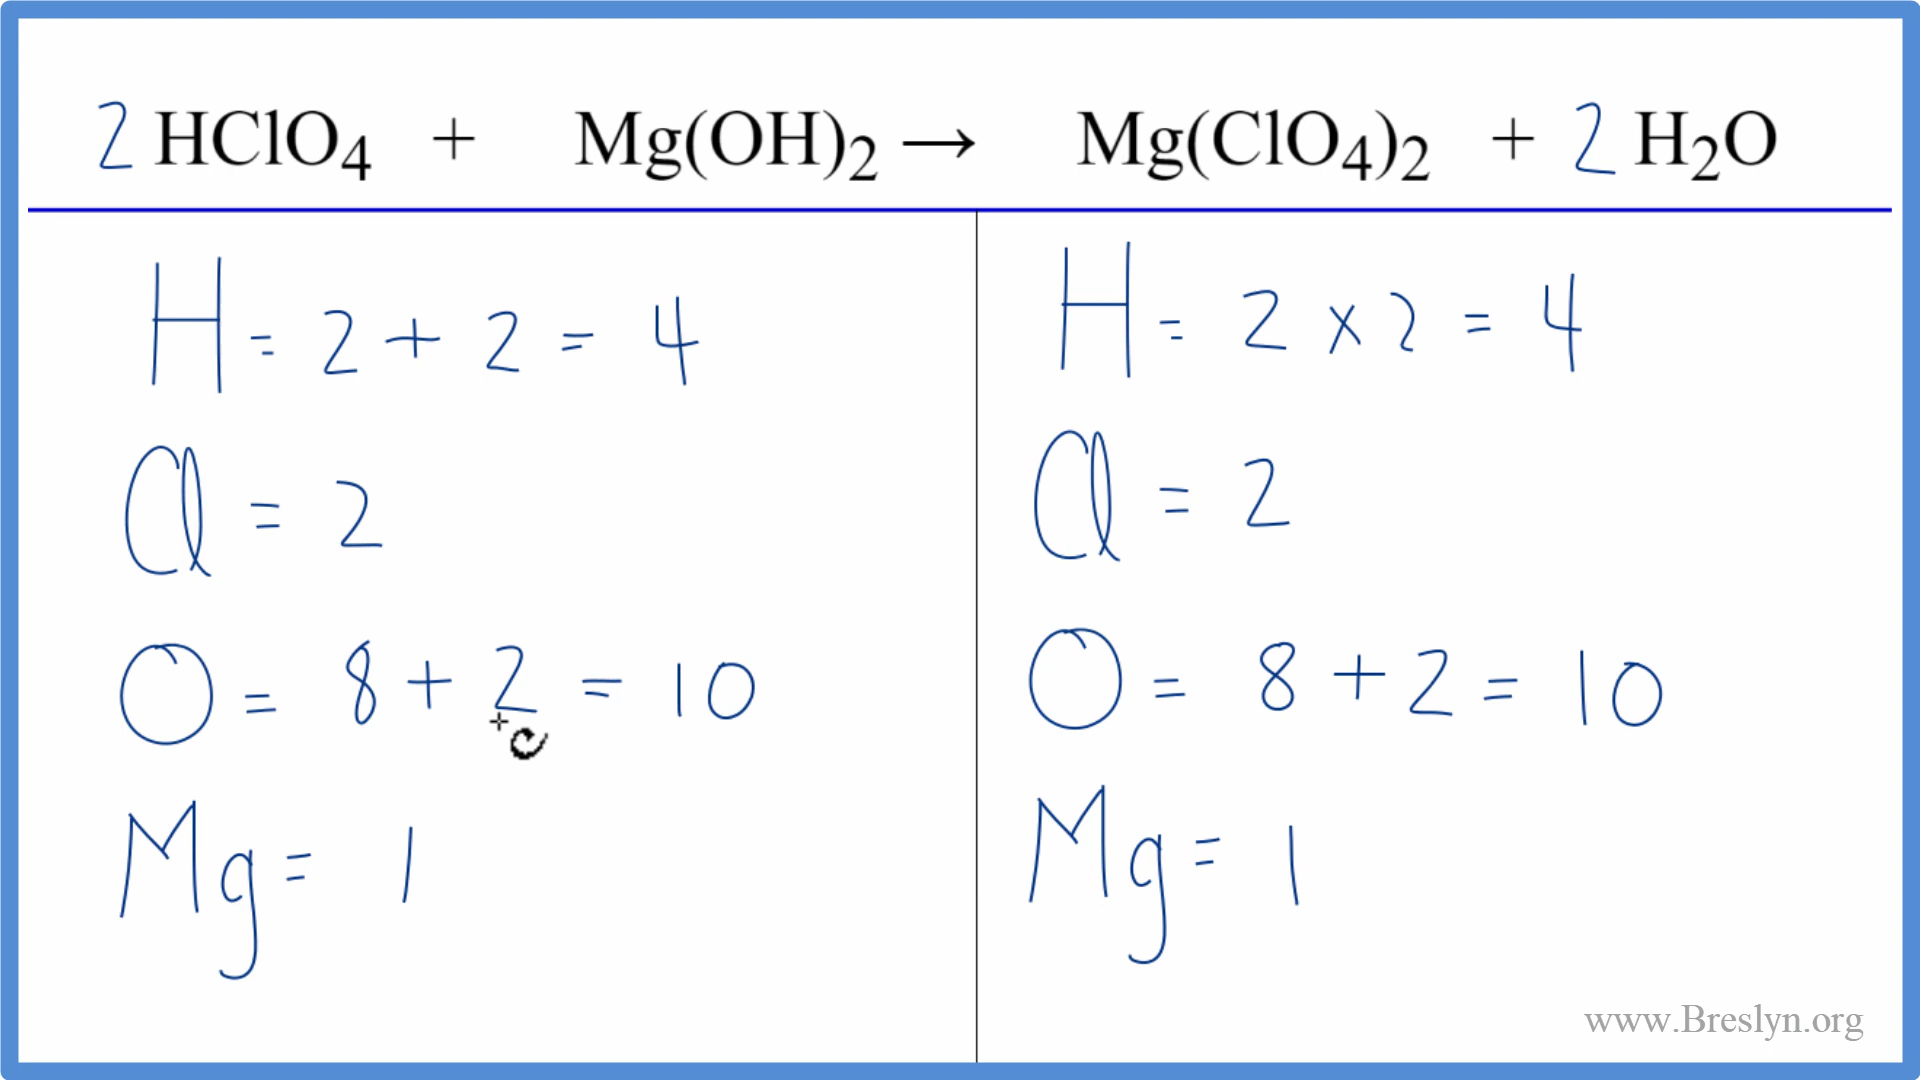 2 HClO4 + Mg(OH)2 → Mg(ClO4)2 + 2 H2O
H = 2 + 2 = 4
H = 2 x 2 = 4
Cl = 2
Cl = 2
O = 8 + 2 = 10
O = 8 + 2 = 10
Mg = 1
Mg = 1
www.Breslyn.org